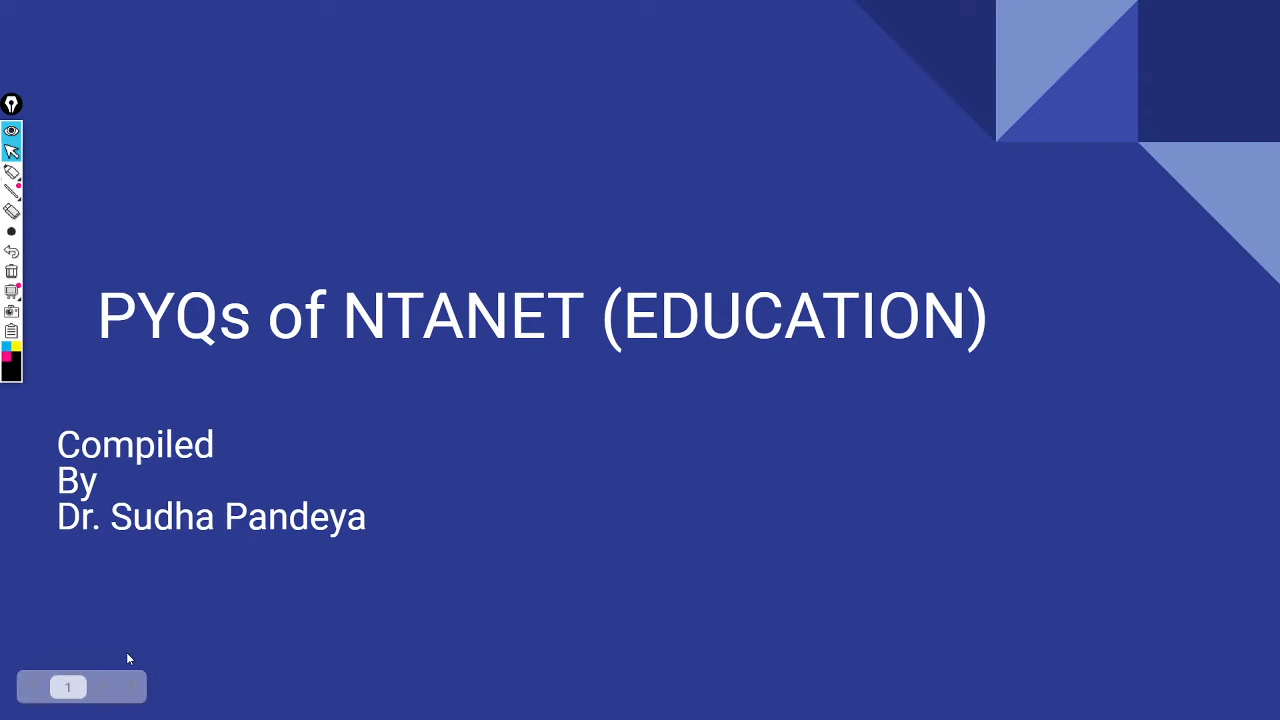 PYQs of NTANET (EDUCATION)
Compiled
By
Dr. Sudha Pandeya
1